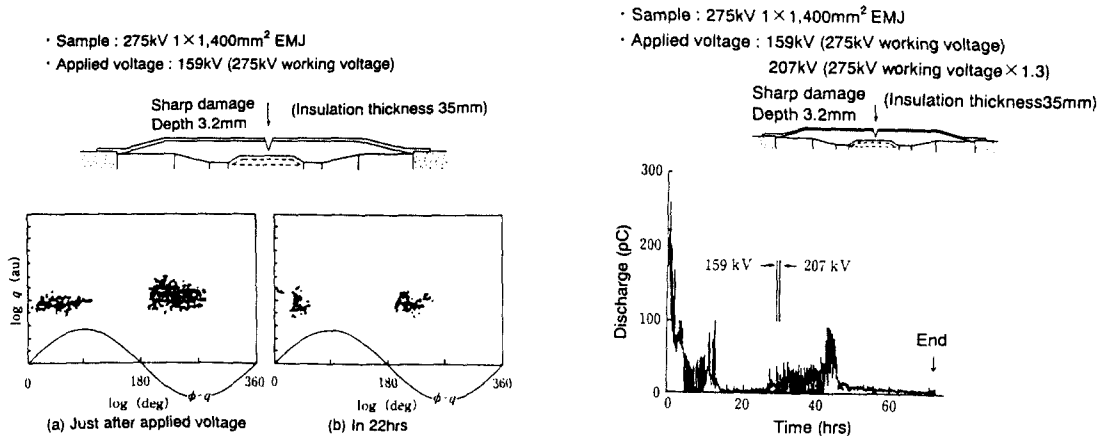 · Sample : 275kV 1×1,400mm² EMJ
· Applied voltage : 159kV (275kV working voltage)
Sharp damage
Depth 3.2mm
(Insulation thickness 35mm)
log q (au)
0
180
360
log (deg)
ϕ-q
(a) Just after applied voltage
0
180
360
log (deg)
ϕ-q
(b) In 22hrs
· Sample : 275kV 1×1,400mm² EMJ
· Applied voltage : 159kV (275kV working voltage)
207kV (275kV working voltage×1.3)
Sharp damage
Depth 3.2mm
(Insulation thickness35mm)
Discharge (pC)
300
200
100
0
159 kV
207 kV
End
0
20
40
60
Time (hrs)